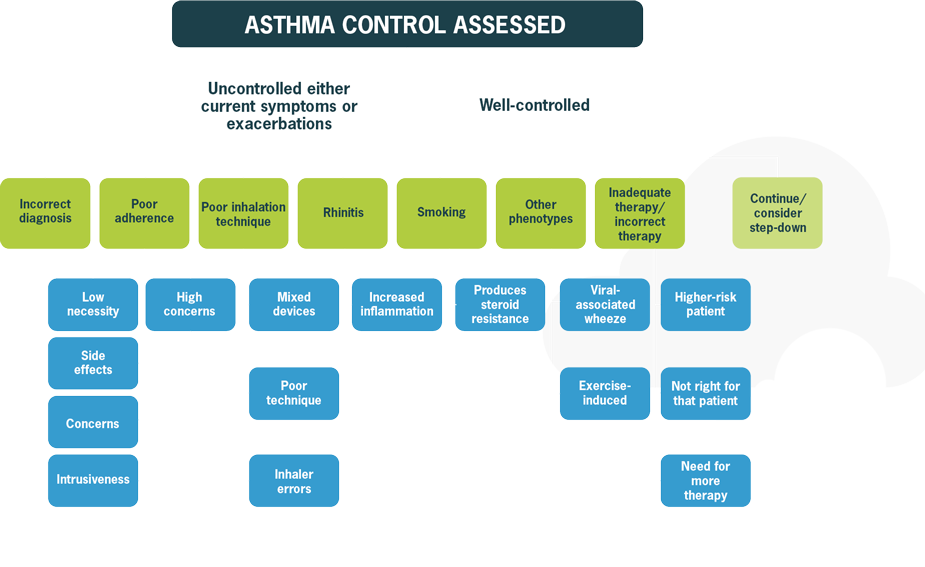 ASTHMA CONTROL ASSESSED
Uncontrolled either
current symptoms or
exacerbations
Well-controlled
Incorrect
diagnosis
Poor
adherence
Poor inhalation
technique
Rhinitis
Smoking
Other
phenotypes
Inadequate
therapy/
incorrect
therapy
Continue/
consider
step-down
Low
necessity
High
concerns
Mixed
devices
Increased
inflammation
Produces
steroid
resistance
Viral-
associated
wheeze
Higher-risk
patient
Side
effects
Poor
technique
Exercise-
induced
Not right for
that patient
Concerns
Intrusiveness
Inhaler
errors
Need for
more
therapy